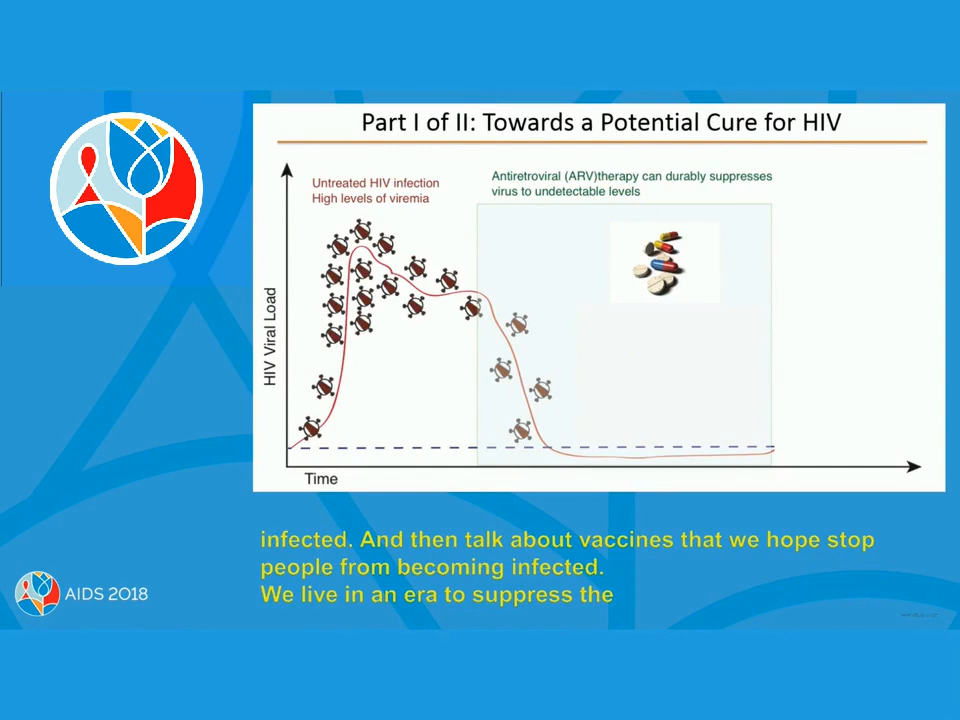 Part I of II: Towards a Potential Cure for HIV
Untreated HIV infection
High levels of viremia
Antiretroviral (ARV)therapy can durably suppresses
virus to undetectable levels
HIV Viral Load
Time
infected. And then talk about vaccines that we hope stop
people from becoming infected.
We live in an era to suppress the
AIDS 2018